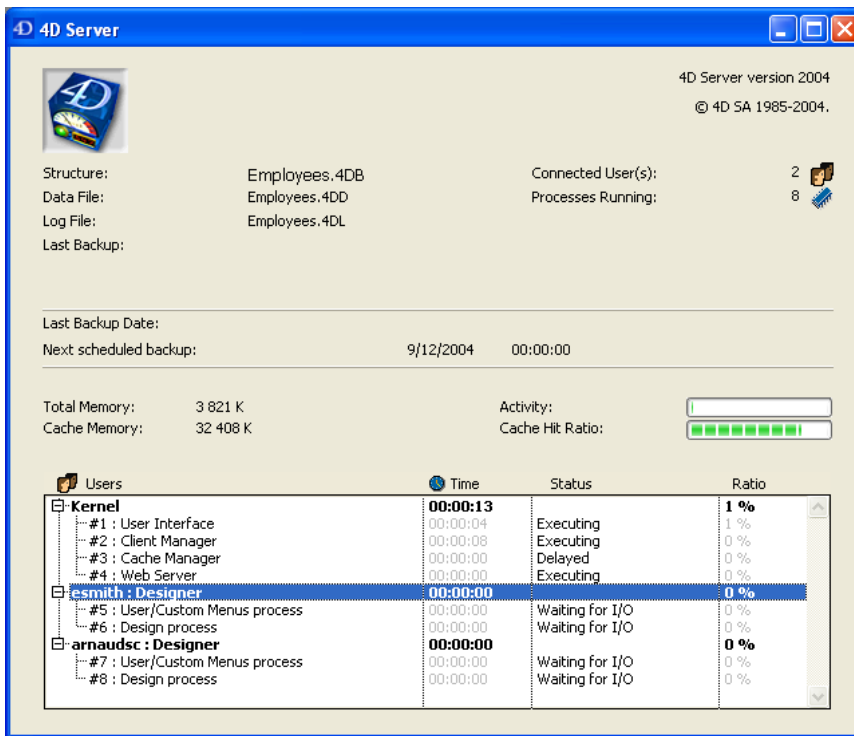 4D 4D Server
4D
4D Server version 2004
© 4D SA 1985-2004.
Structure: Employees.4DB Connected User(s): 2
Data File: Employees.4DD Processes Running: 8
Log File: Employees.4DL
Last Backup:
Last Backup Date:
Next scheduled backup: 9/12/2004 00:00:00
Total Memory: 3 821 K Activity:
Cache Memory: 32 408 K Cache Hit Ratio:
Users Time Status Ratio
Kernel 00:00:13 1 %
#1 : User Interface 00:00:04 Executing 1 %
#2 : Client Manager 00:00:08 Executing 0 %
#3 : Cache Manager 00:00:00 Delayed 0 %
#4 : Web Server 00:00:00 Executing 0 %
esmith : Designer 00:00:00 0 %
#5 : User/Custom Menus process 00:00:00 Waiting for I/O 0 %
#6 : Design process 00:00:00 Waiting for I/O 0 %
arnaudsc : Designer 00:00:00 0 %
#7 : User/Custom Menus process 00:00:00 Waiting for I/O 0 %
#8 : Design process 00:00:00 Waiting for I/O 0 %